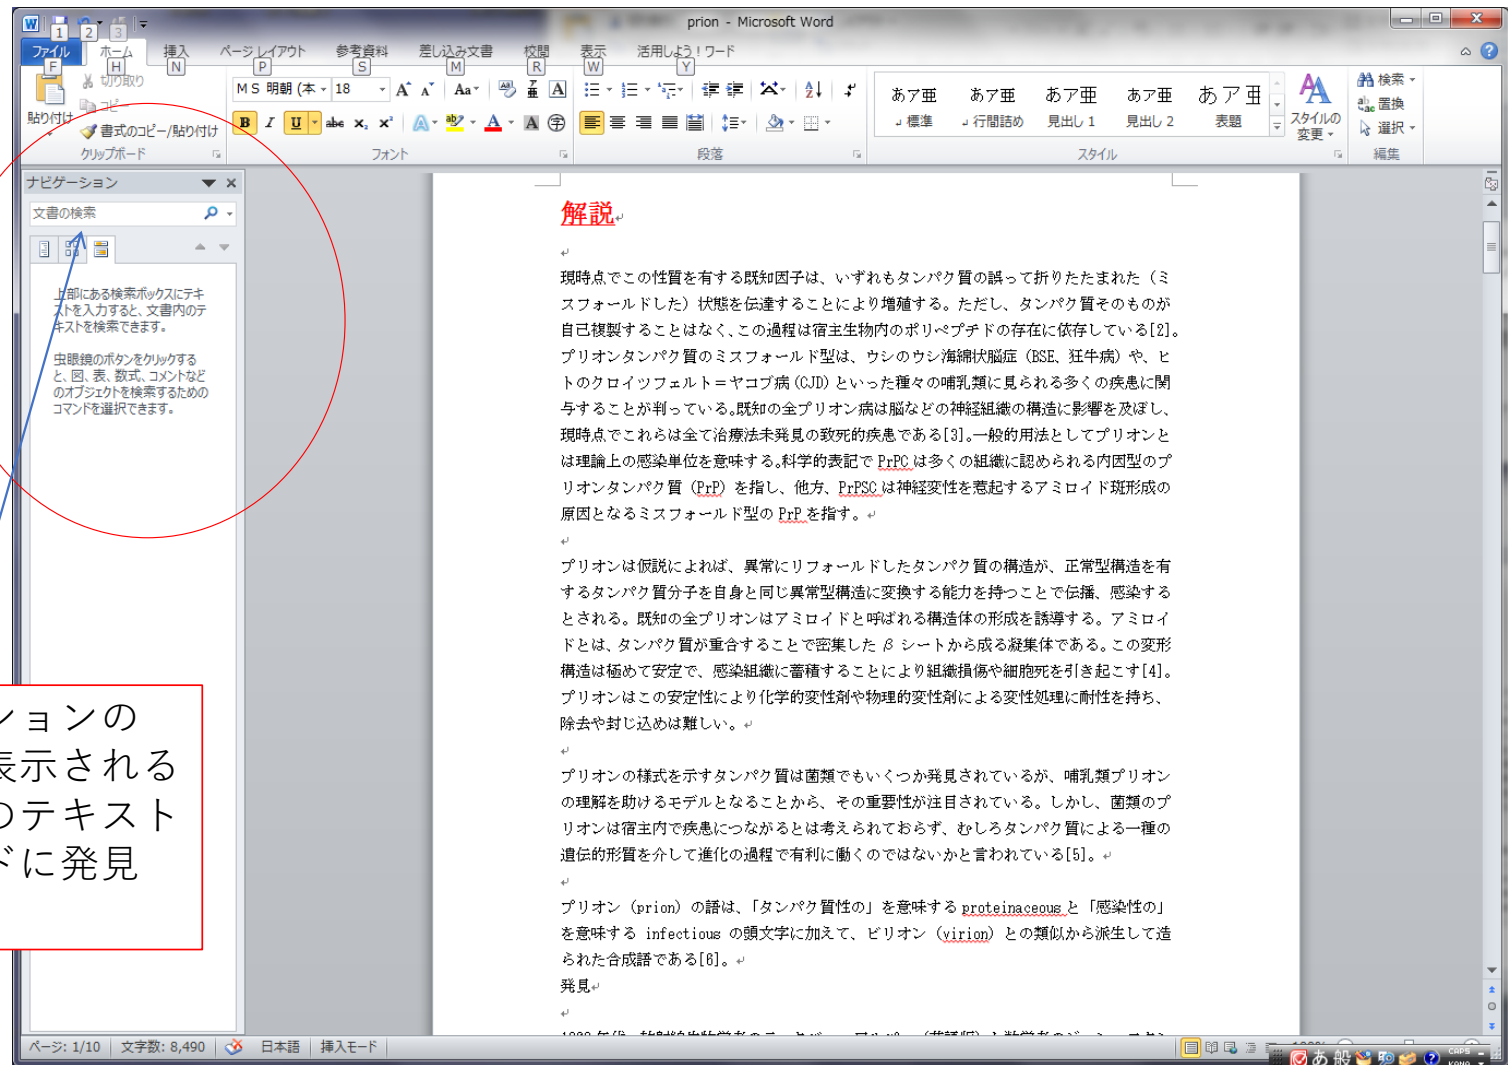 prion - Microsoft Word
1 2 3
ファイル ホーム 挿入 ページ レイアウト 参考資料 差し込み文書 校閲 表示 活用しよう！ワード
F H N P S M R W Y
貼り付け
切り取り
コピー
書式のコピー/貼り付け
クリップボード
ＭＳ 明朝 (本 18
フォント
段落
あア亜 あア亜 あア亜 あア亜 あア亜
標準 行間詰め 見出し 1 見出し 2 表題
スタイルの
変更
スタイル
検索
置換
選択
編集
ナビゲーション
文書の検索
上部にある検索ボックスにテキ
ストを入力すると、文書内のテ
キストを検索できます。
虫眼鏡のボタンをクリックする
と、図、表、数式、コメントなど
のオブジェクトを検索するための
コマンドを選択できます。
ションの
表示される
のテキスト
ドに発見
解説
現時点でこの性質を有する既知因子は、いずれもタンパク質の誤って折りたたまれた（ミ
スフォールドした）状態を伝達することにより増殖する。ただし、タンパク質そのものが
自己複製することはなく、この過程は宿主生物内のポリペプチドの存在に依存している[2]。
プリオンタンパク質のミスフォールド型は、ウシのウシ海綿状脳症（BSE、狂牛病）や、ヒ
トのクロイツフェルト＝ヤコブ病(CJD)といった種々の哺乳類に見られる多くの疾患に関
与することが判っている。既知の全プリオン病は脳などの神経組織の構造に影響を及ぼし、
現時点でこれらは全て治療法未発見の致死的疾患である[3]。一般的用法としてプリオンと
は理論上の感染単位を意味する。科学的表記で PrPC は多くの組織に認められる内因型のプ
リオンタンパク質（PrP）を指し、他方、PrPSC は神経変性を惹起するアミロイド斑形成の
原因となるミスフォールド型の PrP を指す。
プリオンは仮説によれば、異常にリフォールドしたタンパク質の構造が、正常型構造を有
するタンパク質分子を自身と同じ異常型構造に変換する能力を持つことで伝播、感染する
とされる。既知の全プリオンはアミロイドと呼ばれる構造体の形成を誘導する。アミロイ
ドとは、タンパク質が重合することで密集した β シートから成る凝集体である。この変形
構造は極めて安定で、感染組織に蓄積することにより組織損傷や細胞死を引き起こす[4]。
プリオンはこの安定性により化学的変性剤や物理的変性剤による変性処理に耐性を持ち、
除去や封じ込めは難しい。
プリオンの様式を示すタンパク質は菌類でもいくつか発見されているが、哺乳類プリオン
の理解を助けるモデルとなることから、その重要性が注目されている。しかし、菌類のプ
リオンは宿主内で疾患につながるとは考えられておらず、むしろタンパク質による一種の
遺伝的形質を介して進化の過程で有利に働くのではないかと言われている[5]。
プリオン（prion）の語は、「タンパク質性の」を意味する proteinaceous と「感染性の」
を意味する infectious の頭文字に加えて、ビリオン（virion）との類似から派生して造
られた合成語である[6]。
発見
ページ: 1/10 文字数: 8,490 日本語 挿入モード
あ 般 CAPS